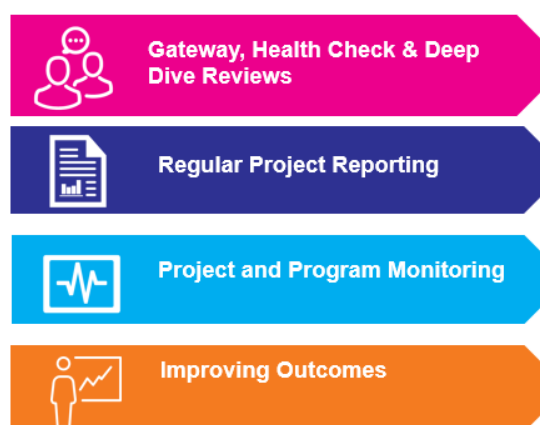 Gateway, Health Check & Deep
Dive Reviews
Regular Project Reporting
Project and Program Monitoring
Improving Outcomes